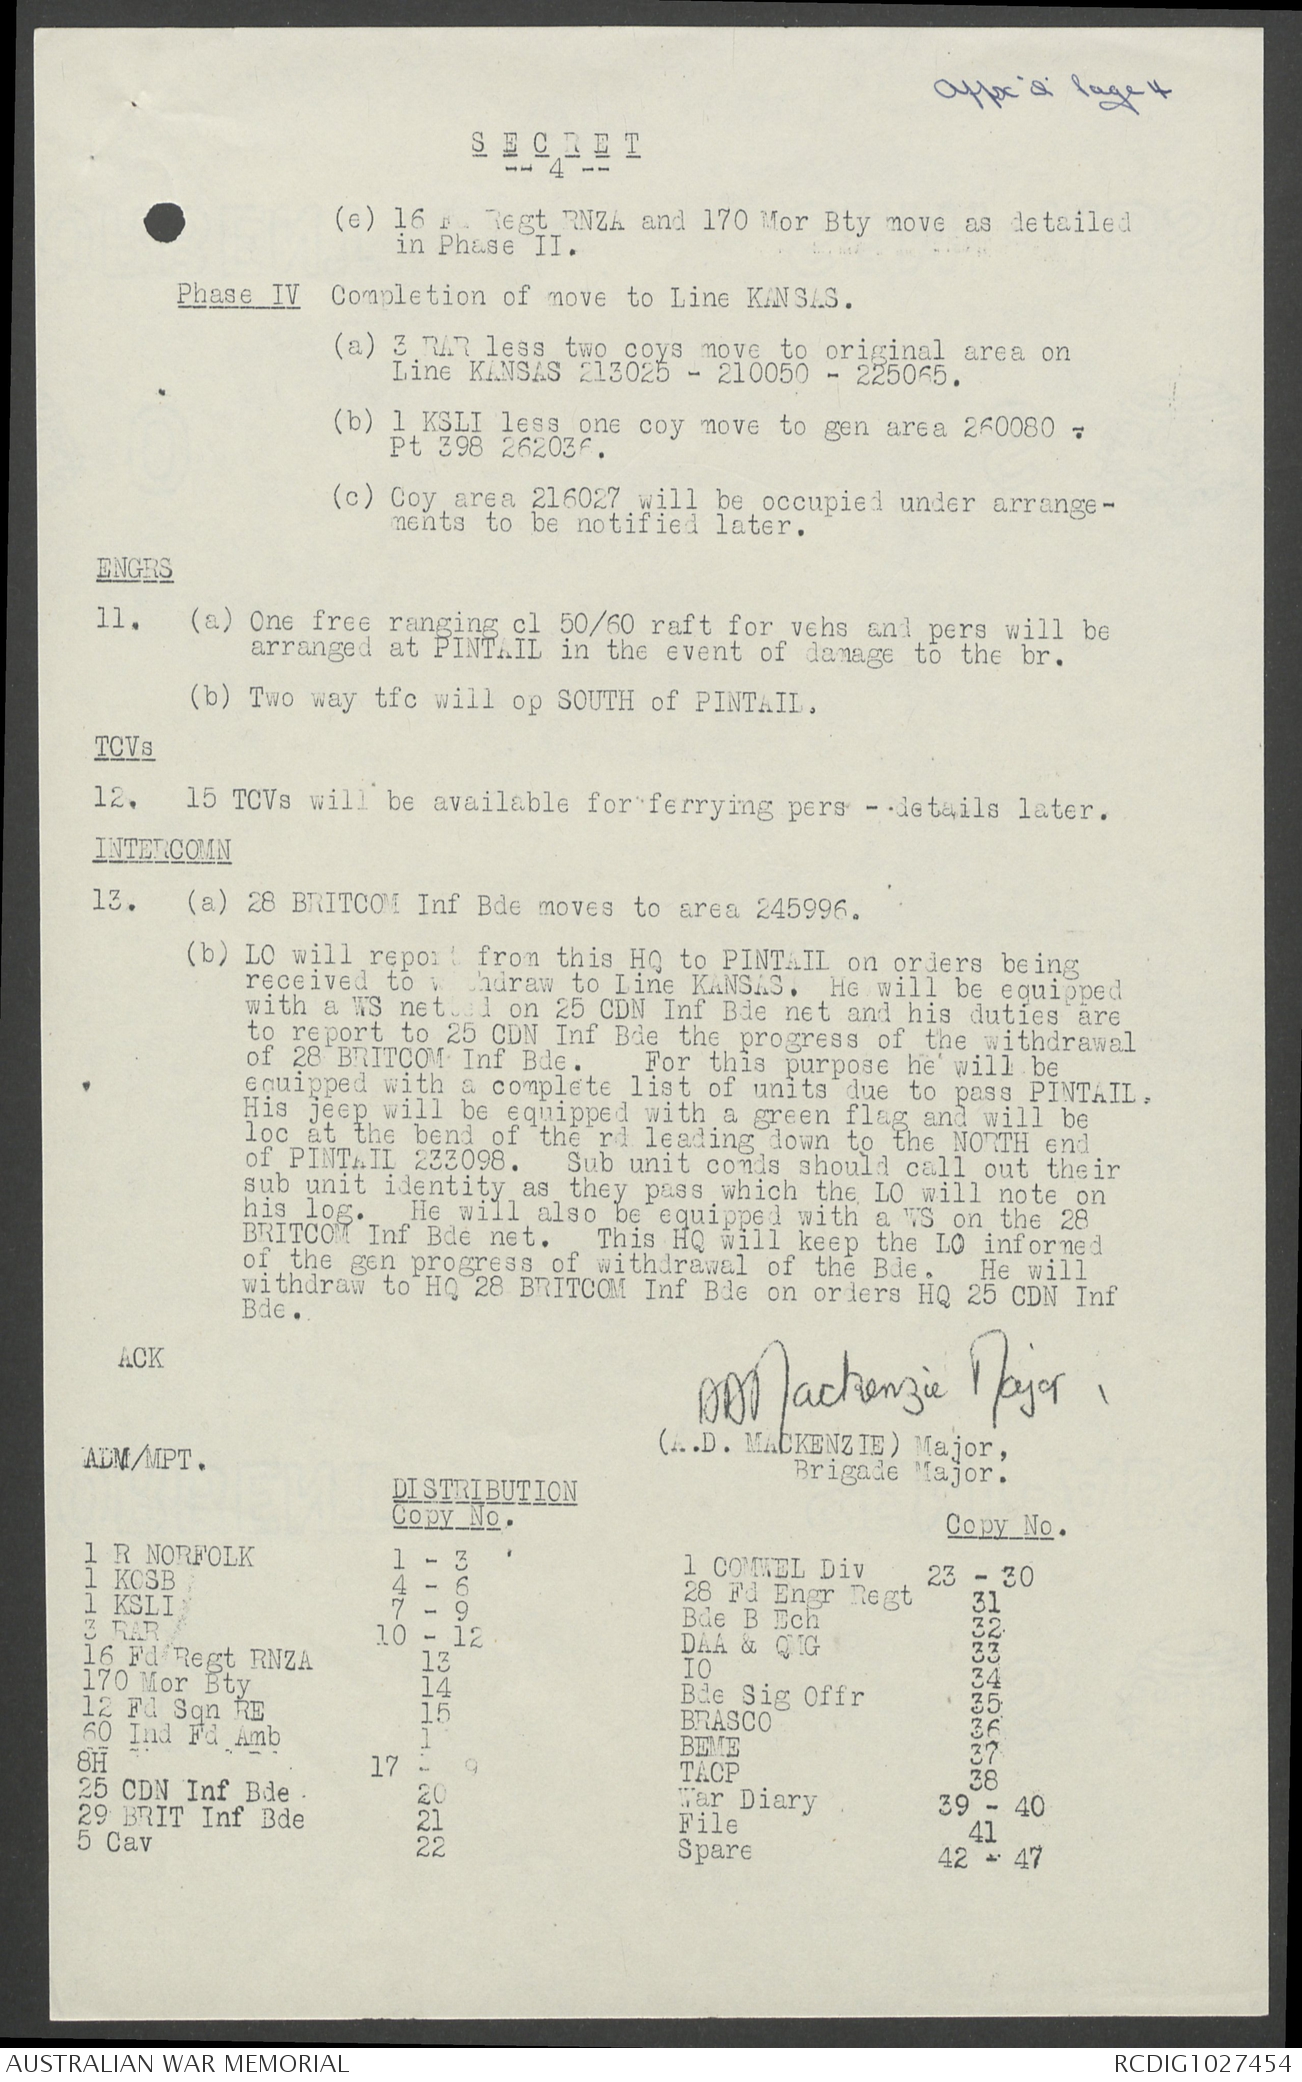 Appx 'S' Page 4
S E C R E T
-- 4 --
(e) 16 Fd Regt RNZA and 170 Mor Bty move as detailed
in Phase II.
Phase IV Completion of move to Line KANSAS.
(a) 3 RAR less two coys move to original area on
Line KANSAS 213025 - 210050 - 225065.
(b) 1 KSLI less one coy move to gen area 260080 -
Pt 398 262036.
(c) Coy area 216027 will be occupied under arrange-
ments to be notified later.
ENGRS
11. (a) One free ranging cl 50/60 raft for vehs and pers will be
arranged at PINTAIL in the event of damage to the br.
(b) Two way tfc will op SOUTH of PINTAIL.
TCVs
12. 15 TCVs will be available for ferrying pers - details later.
INTERCOMN
13. (a) 28 BRITCOM Inf Bde moves to area 245996.
(b) LO will report from this HQ to PINTAIL on orders being
received to withdraw to Line KANSAS. He will be equipped
with a WS netted on 25 CDN Inf Bde net and his duties are
to report to 25 CDN Inf Bde the progress of the withdrawal
of 28 BRITCOM Inf Bde. For this purpose he will be
equipped with a complete list of units due to pass PINTAIL.
His jeep will be equipped with a green flag and will be
loc at the bend of the rd leading down to the NORTH end
of PINTAIL 233098. Sub unit comds should call out their
sub unit identity as they pass which the LO will note on
his log. He will also be equipped with a WS on the 28
BRITCOM Inf Bde net. This HQ will keep the LO informed
of the gen progress of withdrawal of the Bde. He will
withdraw to HQ 28 BRITCOM Inf Bde on orders HQ 25 CDN Inf
Bde.
ACK
ADMackenzie Major
(A.D. MACKENZIE) Major,
Brigade Major.
ADM/MPT.
DISTRIBUTION
Copy No.
Copy No.
1 R NORFOLK 1 - 3
1 KOSB 4 - 6
1 KSLI 7 - 9
3 RAR 10 - 12
16 Fd Regt RNZA 13
170 Mor Bty 14
12 Fd Sqn RE 15
60 Ind Fd Amb 1
8H 17 - 9
25 CDN Inf Bde 20
29 BRIT Inf Bde 21
5 Cav 22
1 COMWEL Div 23 - 30
28 Fd Engr Regt 31
Bde B Ech 32
DAA & QMG 33
IO 34
Bde Sig Offr 35
BRASCO 36
BEME 37
TACP 38
War Diary 39 - 40
File 41
Spare 42 - 47
AUSTRALIAN WAR MEMORIAL
RCDIG1027454